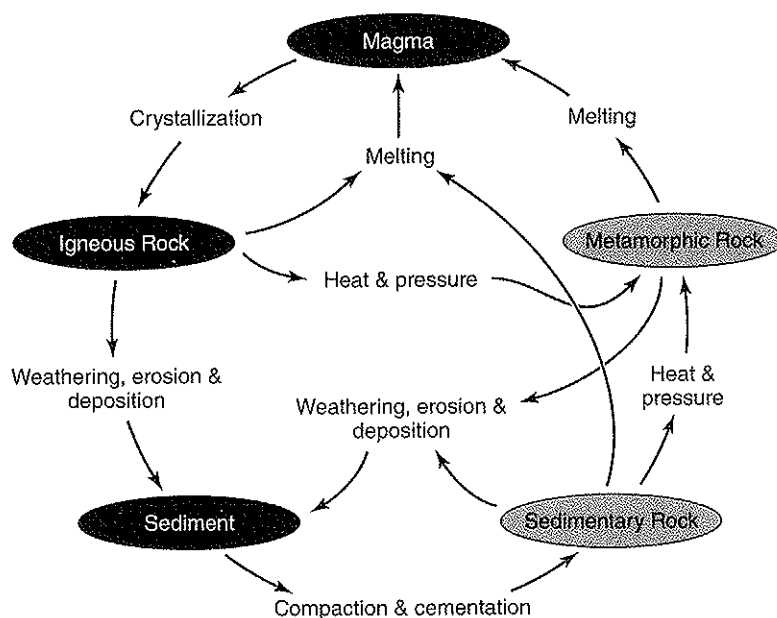 Magma
Crystallization
Melting
Melting
Igneous Rock
Metamorphic Rock
Heat & pressure
Weathering, erosion &
deposition
Weathering, erosion &
deposition
Heat &
pressure
Sediment
Sedimentary Rock
Compaction & cementation